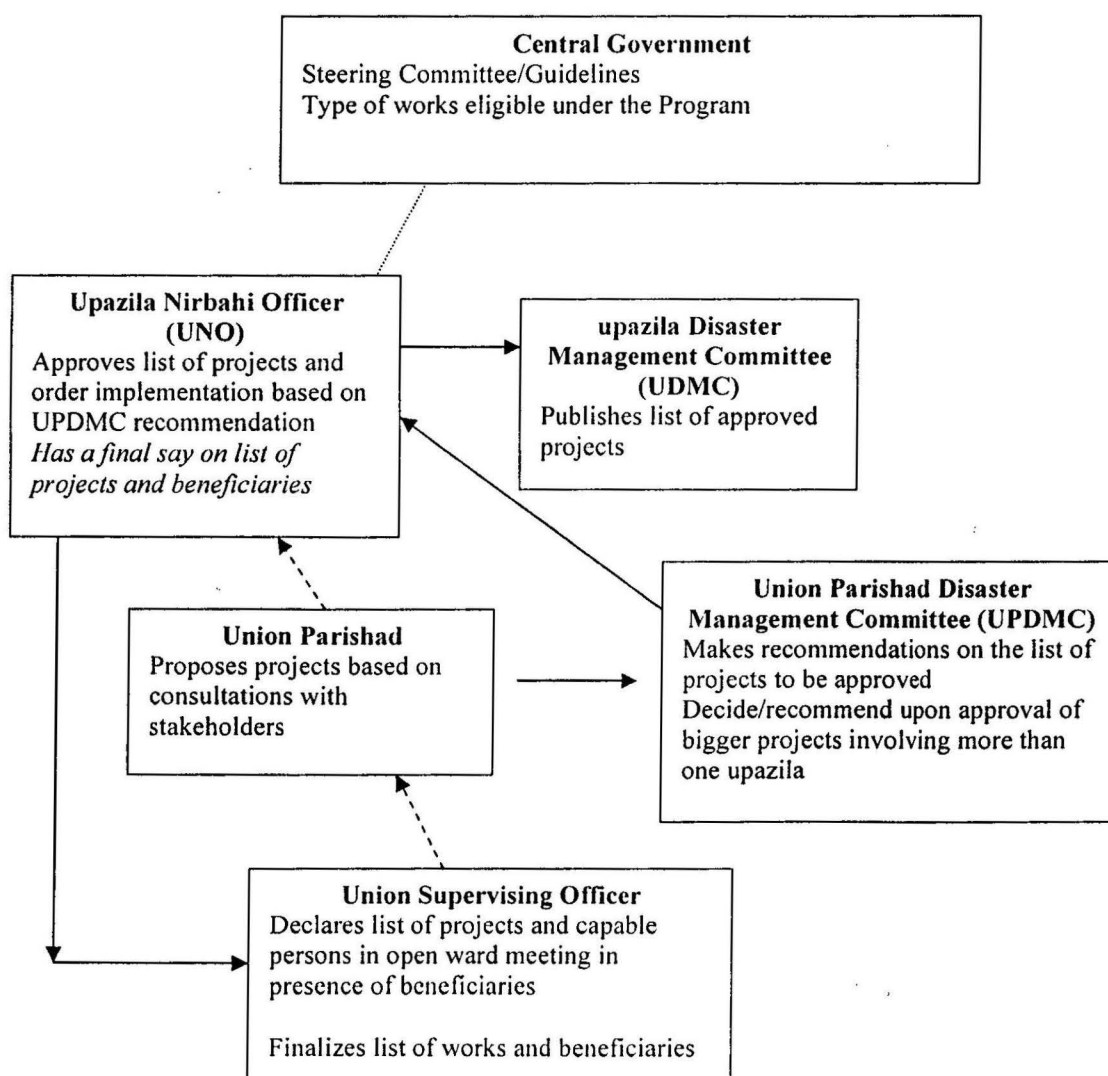 Central Government
Steering Committee/Guidelines
Type of works eligible under the Program
Upazila Nirbahi Officer
(UNO)
Approves list of projects and
order implementation based on
UPDMC recommendation
Has a final say on list of
projects and beneficiaries
upazila Disaster
Management Committee
(UDMC)
Publishes list of approved
projects
Union Parishad
Proposes projects based on
consultations with
stakeholders
Union Parishad Disaster
Management Committee (UPDMC)
Makes recommendations on the list of
projects to be approved
Decide/recommend upon approval of
bigger projects involving more than
one upazila
Union Supervising Officer
Declares list of projects and capable
persons in open ward meeting in
presence of beneficiaries
Finalizes list of works and beneficiaries